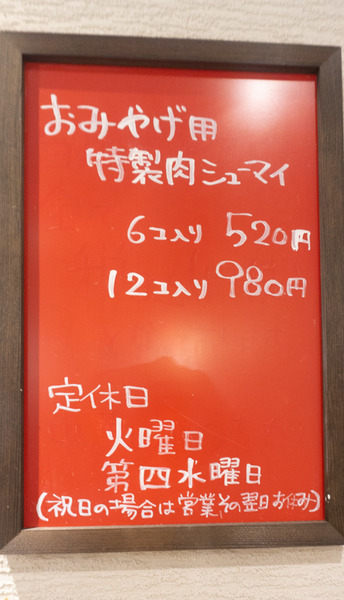 おみやげ用
特製肉シューマイ
6コ入り 520円
12コ入り 980円
定休日
火曜日
第四水曜日
(祝日の場合は営業、その翌日お休み)